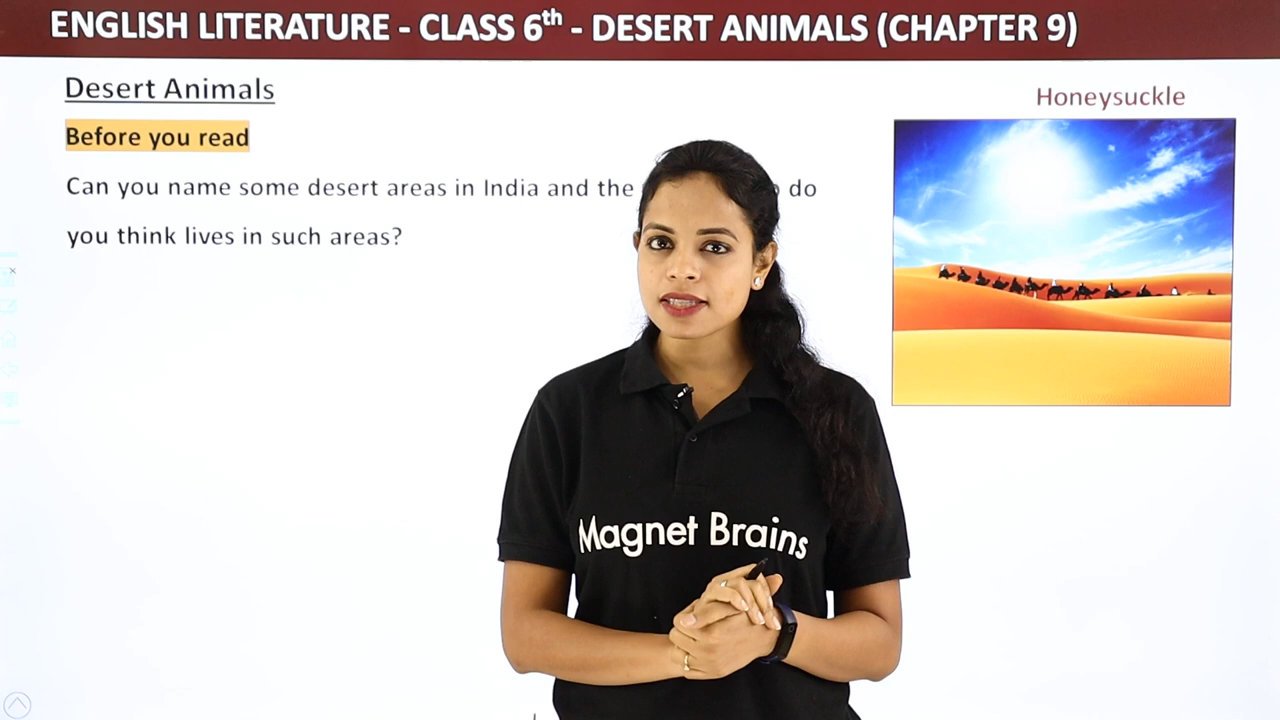 ENGLISH LITERATURE - CLASS 6th - DESERT ANIMALS (CHAPTER 9)
Desert Animals
Honeysuckle
Before you read
Can you name some desert areas in India and the do
you think lives in such areas?
Magnet Brains